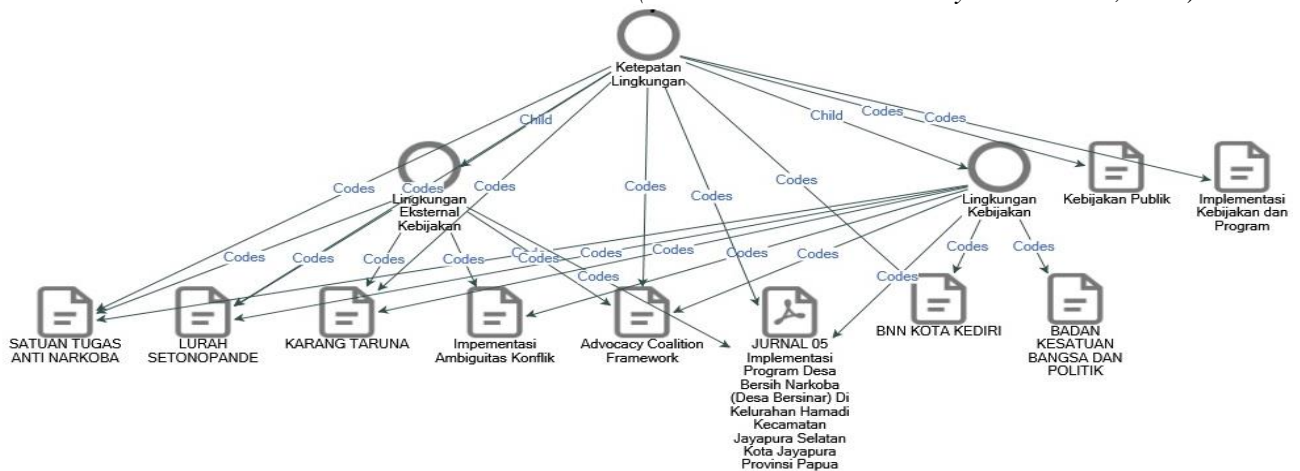 Ketepatan
Lingkungan
Child
Child
Codes
Codes
Codes
Codes
Codes
Codes
Codes
Codes
Lingkungan
Eksternal
Kebijakan
Lingkungan
Kebijakan
Kebijakan Publik
Implementasi
Kebijakan dan
Program
Codes
Codes
Codes
Codes
Codes
Codes
Codes
Codes
Codes
Codes
Codes
Codes
Codes
SATUAN TUGAS
ANTI NARKOBA
LURAH
SETONOPANDE
KARANG TARUNA
Impementasi
Ambiguitas Konflik
Advocacy Coalition
Framework
JURNAL 05
Implementasi
Program Desa
Bersih Narkoba
(Desa Bersinar) Di
Kelurahan Hamadi
Kecamatan
Jayapura Selatan
Kota Jayapura
Provinsi Papua
BNN KOTA KEDIRI
BADAN
KESATUAN
BANGSA DAN
POLITIK